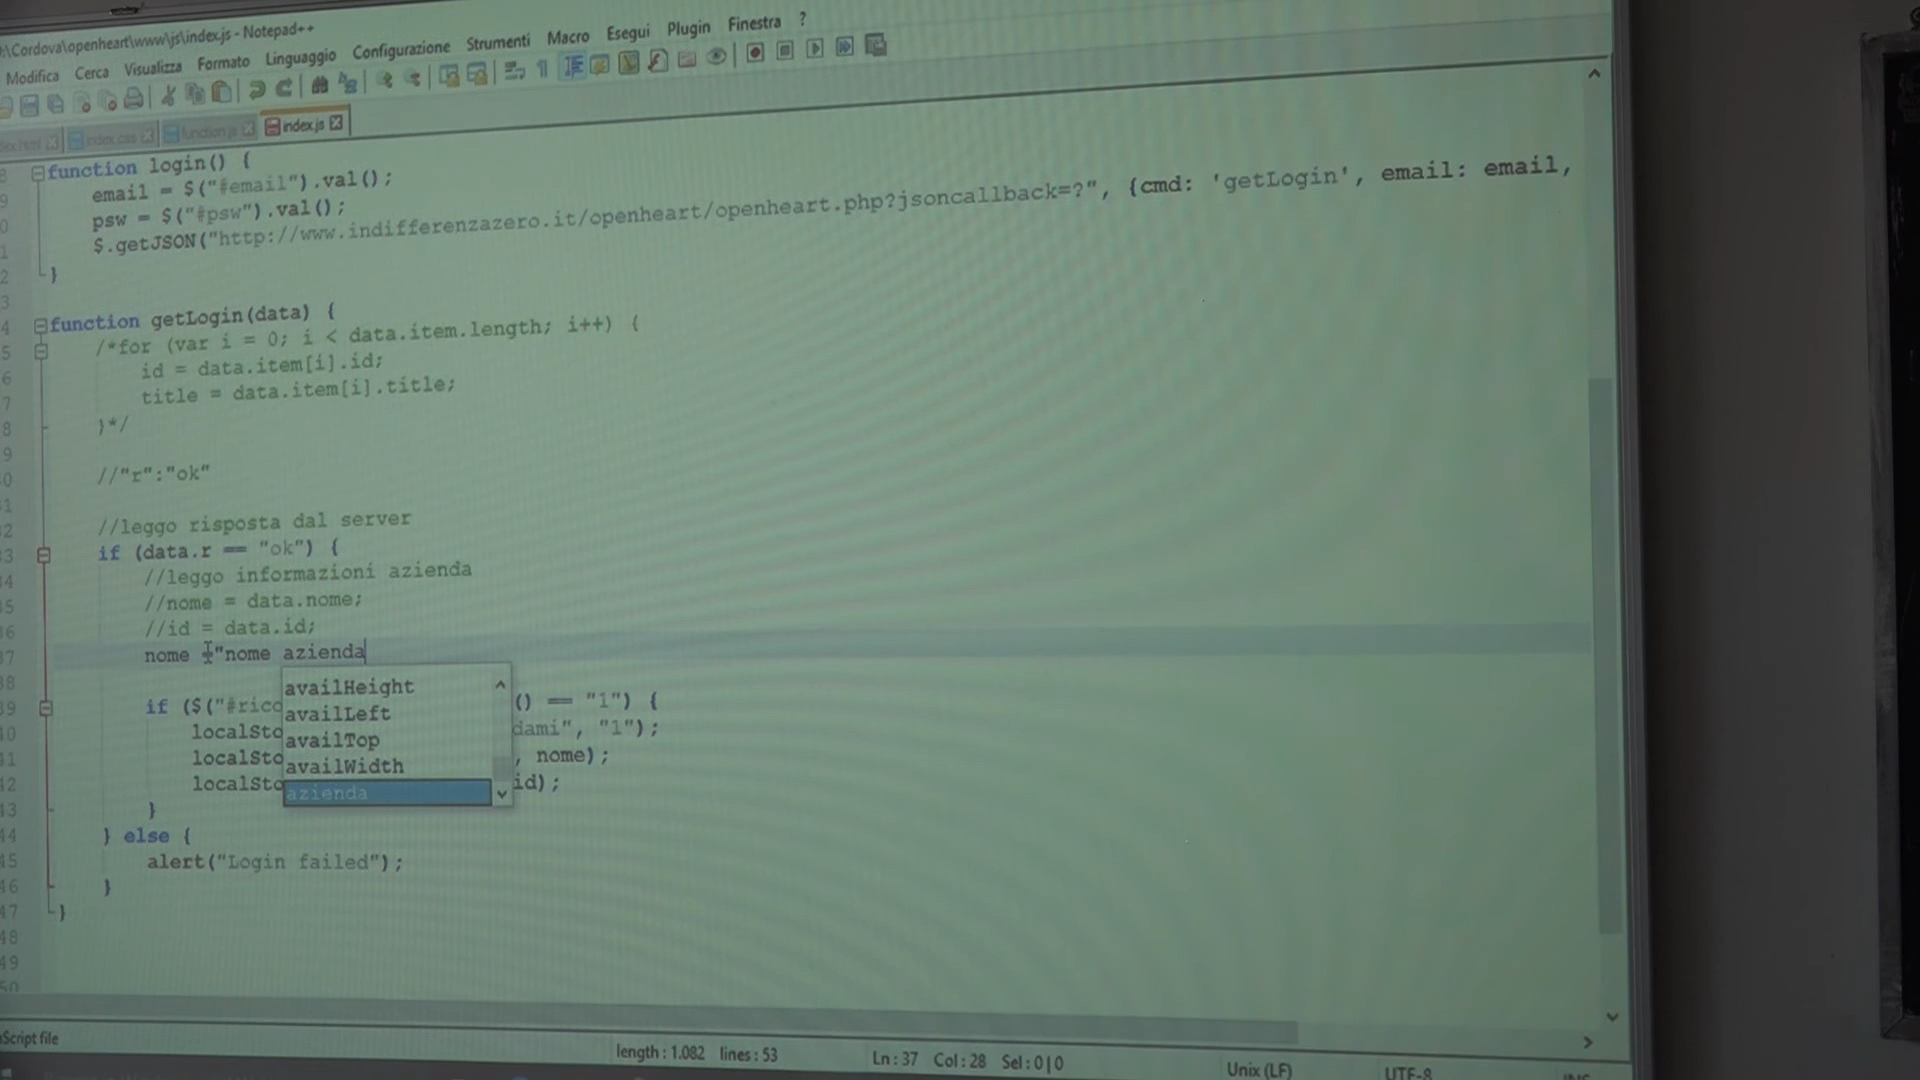 :\Cordova\openheart\www\js\index.js - Notepad++
Modifica Cerca Visualizza Formato Linguaggio Configurazione Strumenti Macro Esegui Plugin Finestra ?
index.css function.js index.js
function login() {
email = $("#email").val();
psw = $("#psw").val();
$.getJSON("http://www.indifferenzazero.it/openheart/openheart.php?jsoncallback=?", {cmd: 'getLogin', email: email,
}
function getLogin(data) {
/*for (var i = 0; i < data.item.length; i++) {
id = data.item[i].id;
title = data.item[i].title;
}*/
//"r":"ok"
//leggo risposta dal server
if (data.r == "ok") {
//leggo informazioni azienda
//nome = data.nome;
//id = data.id;
nome "nome azienda
availHeight
if ($("#rico () == "1") {
availLeft
localSto dami", "1");
availTop
localSto , nome);
availWidth
localSto id);
azienda
}
} else {
alert("Login failed");
}
}
Script file
length : 1.082 lines : 53 Ln : 37 Col : 28 Sel : 0 | 0 Unix (LF) UTF-8